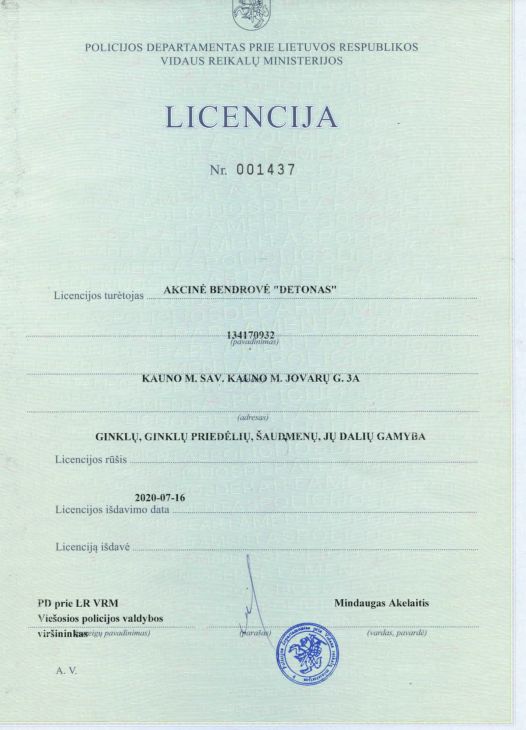 POLICIJOS DEPARTAMENTAS PRIE LIETUVOS RESPUBLIKOS
VIDAUS REIKALŲ MINISTERIJOS
LICENCIJA
Nr. 001437
Licencijos turėtojas AKCINĖ BENDROVĖ "DETONAS"
134170932
(pavadinimas)
KAUNO M. SAV. KAUNO M. JOVARŲ G. 3A
(adresas)
GINKLŲ, GINKLŲ PRIEDĖLIŲ, ŠAUDMENŲ, JŲ DALIŲ GAMYBA
Licencijos rūšis
2020-07-16
Licencijos išdavimo data
Licenciją išdavė
PD prie LR VRM
Viešosios policijos valdybos
viršininkas
Mindaugas Akelaitis
(pareigų pavadinimas) (parašas) (vardas, pavardė)
A. V.